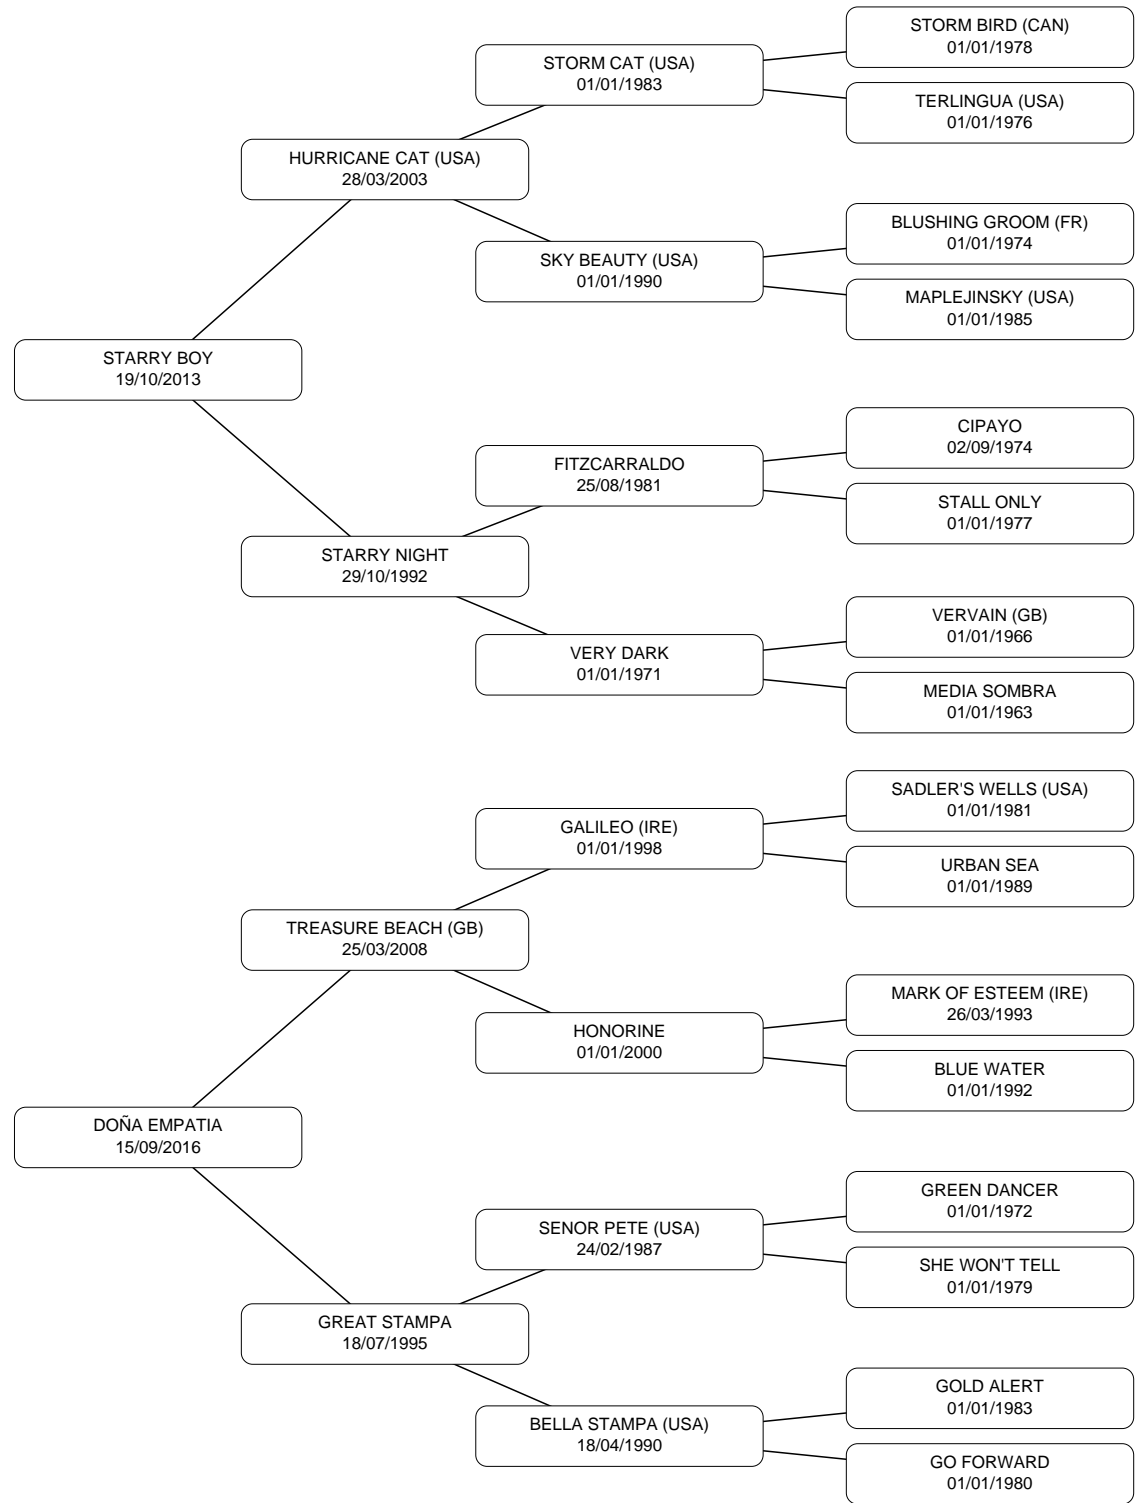 STORM BIRD (CAN)
01/01/1978
STORM CAT (USA)
01/01/1983
TERLINGUA (USA)
01/01/1976
HURRICANE CAT (USA)
28/03/2003
BLUSHING GROOM (FR)
01/01/1974
SKY BEAUTY (USA)
01/01/1990
MAPLEJINSKY (USA)
01/01/1985
STARRY BOY
19/10/2013
CIPAYO
02/09/1974
FITZCARRALDO
25/08/1981
STALL ONLY
01/01/1977
STARRY NIGHT
29/10/1992
VERVAIN (GB)
01/01/1966
VERY DARK
01/01/1971
MEDIA SOMBRA
01/01/1963
SADLER'S WELLS (USA)
01/01/1981
GALILEO (IRE)
01/01/1998
URBAN SEA
01/01/1989
TREASURE BEACH (GB)
25/03/2008
MARK OF ESTEEM (IRE)
26/03/1993
HONORINE
01/01/2000
BLUE WATER
01/01/1992
DOÑA EMPATIA
15/09/2016
GREEN DANCER
01/01/1972
SENOR PETE (USA)
24/02/1987
SHE WON'T TELL
01/01/1979
GREAT STAMPA
18/07/1995
GOLD ALERT
01/01/1983
BELLA STAMPA (USA)
18/04/1990
GO FORWARD
01/01/1980